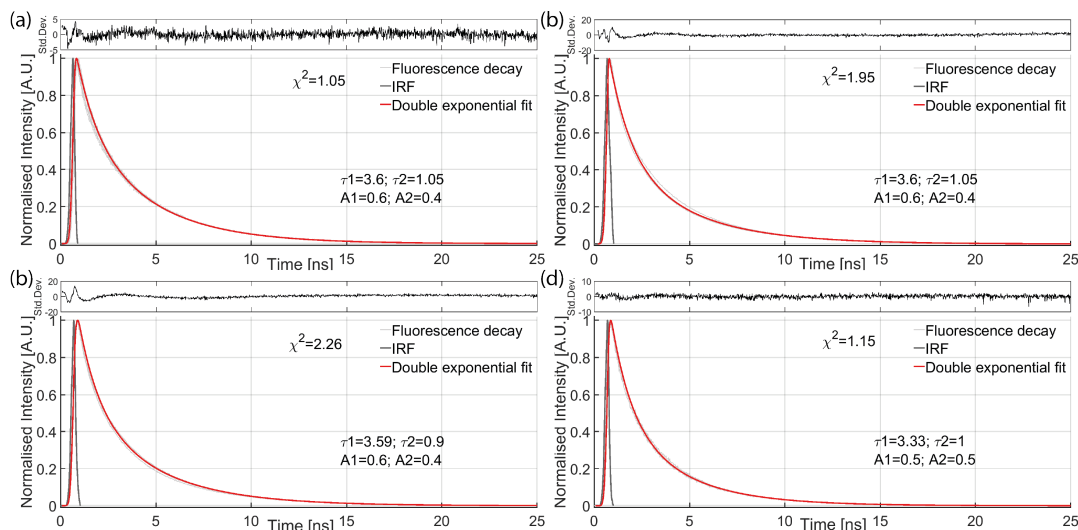 (a)
Std.Dev.
5
0
5
Normalised Intensity [A.U.]
1
0.8
0.6
0.4
0.2
0
χ²=1.05
Fluorescence decay
IRF
Double exponential fit
τ1=3.6; τ2=1.05
A1=0.6; A2=0.4
0 5 10 15 20 25
Time [ns]
(b)
Std.Dev.
20
0
-20
Normalised Intensity [A.U.]
1
0.8
0.6
0.4
0.2
0
χ²=1.95
Fluorescence decay
IRF
Double exponential fit
τ1=3.6; τ2=1.05
A1=0.6; A2=0.4
0 5 10 15 20 25
Time [ns]
(b)
Std.Dev.
20
0
-20
Normalised Intensity [A.U.]
1
0.8
0.6
0.4
0.2
0
χ²=2.26
Fluorescence decay
IRF
Double exponential fit
τ1=3.59; τ2=0.9
A1=0.6; A2=0.4
0 5 10 15 20 25
Time [ns]
(d)
Std.Dev.
20
0
-20
Normalised Intensity [A.U.]
1
0.8
0.6
0.4
0.2
0
χ²=1.15
Fluorescence decay
IRF
Double exponential fit
τ1=3.33; τ2=1
A1=0.5; A2=0.5
0 5 10 15 20 25
Time [ns]